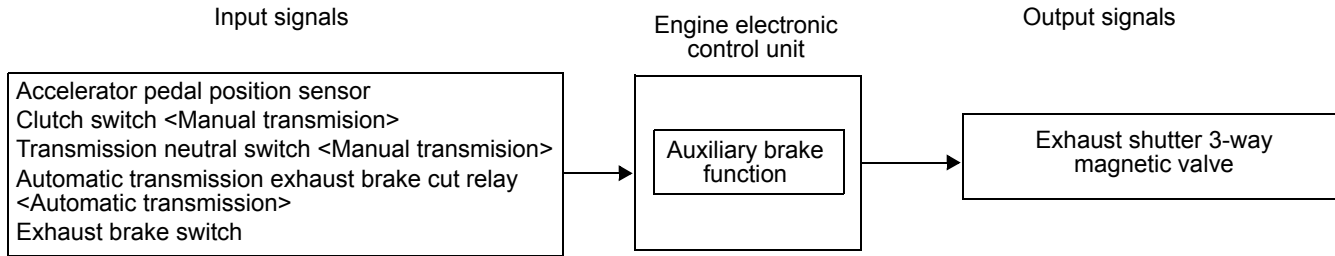 Input signals
Accelerator pedal position sensor
Clutch switch <Manual transmision>
Transmission neutral switch <Manual transmision>
Automatic transmission exhaust brake cut relay
<Automatic transmission>
Exhaust brake switch
Engine electronic
control unit
Auxiliary brake
function
Output signals
Exhaust shutter 3-way
magnetic valve